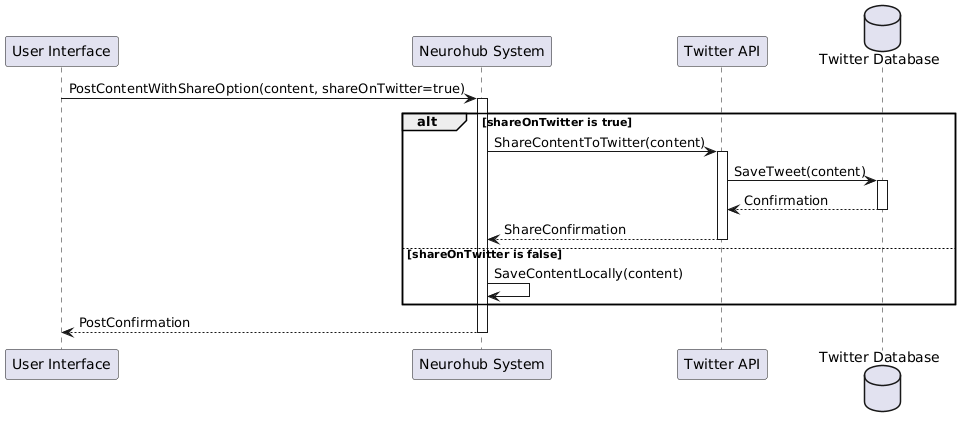 User Interface
Neurohub System
Twitter API
Twitter Database
PostContentWithShareOption(content, shareOnTwitter=true)
alt
[shareOnTwitter is true]
ShareContentToTwitter(content)
SaveTweet(content)
Confirmation
ShareConfirmation
[shareOnTwitter is false]
SaveContentLocally(content)
PostConfirmation
User Interface
Neurohub System
Twitter API
Twitter Database